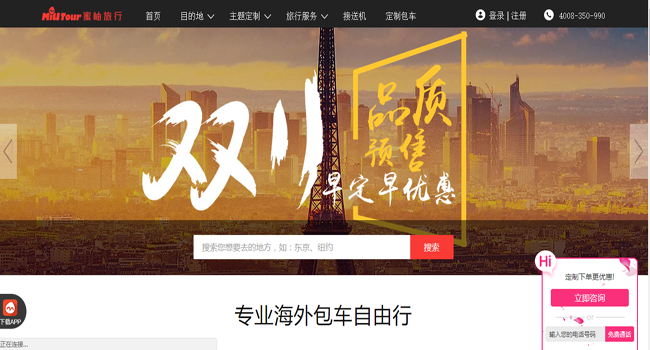 MiUTour 蜜柚旅行
首页 目的地 主题定制 旅行服务 接送机 定制包车 登录 | 注册 4008-350-990
双11
品质
预售
早定早优惠
搜索您想要去的地方，如：东京、纽约 搜索
Hi
定制下单更优惠!
立即咨询
or
输入您的电话号码 免费通话
下载APP
专业海外包车自由行
正在连接...